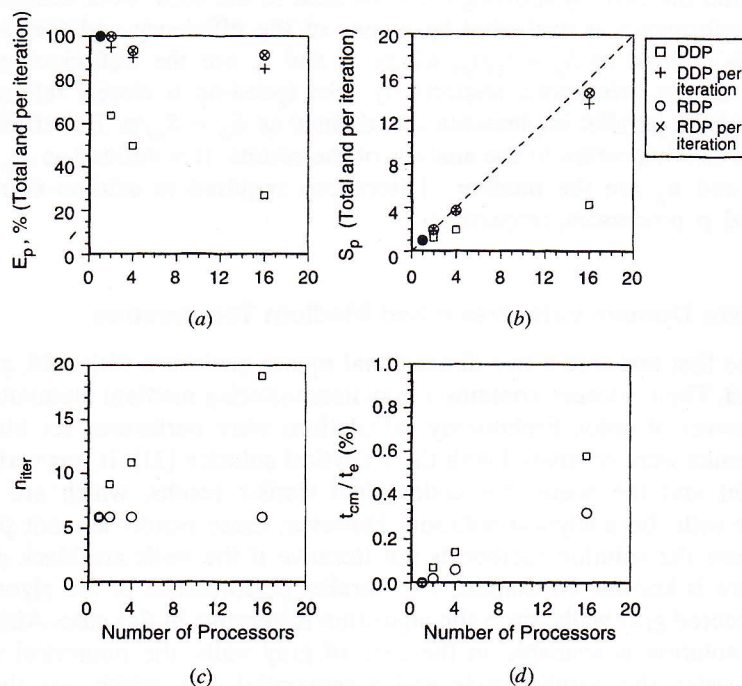 E_p, % (Total and per iteration)
100
80
60
40
20
0
0 4 8 12 16 20
(a)
S_p (Total and per iteration)
20
16
12
8
4
0
0 4 8 12 16 20
(b)
DDP
DDP per
iteration
RDP
RDP per
iteration
n_iter
20
15
10
5
0
0 4 8 12 16 20
Number of Processors
(c)
t_cm / t_e (%)
1.0
0.8
0.6
0.4
0.2
0.0
0 4 8 12 16 20
Number of Processors
(d)